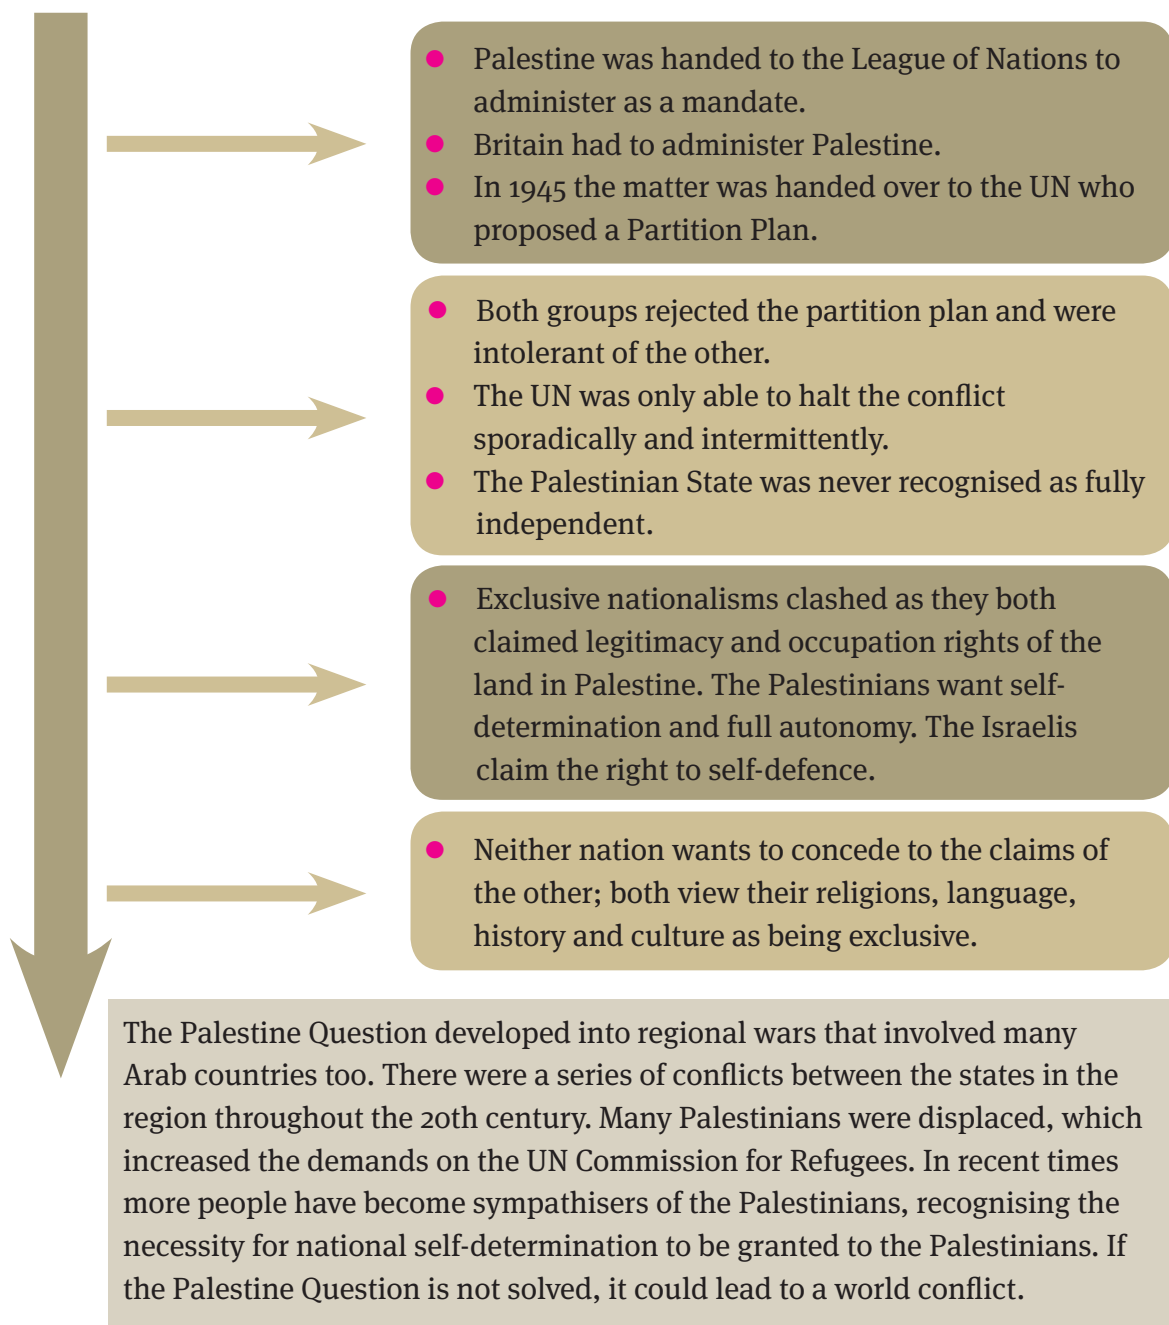 ● Palestine was handed to the League of Nations to
administer as a mandate.
● Britain had to administer Palestine.
● In 1945 the matter was handed over to the UN who
proposed a Partition Plan.
● Both groups rejected the partition plan and were
intolerant of the other.
● The UN was only able to halt the conflict
sporadically and intermittently.
● The Palestinian State was never recognised as fully
independent.
● Exclusive nationalisms clashed as they both
claimed legitimacy and occupation rights of the
land in Palestine. The Palestinians want self-
determination and full autonomy. The Israelis
claim the right to self-defence.
● Neither nation wants to concede to the claims of
the other; both view their religions, language,
history and culture as being exclusive.
The Palestine Question developed into regional wars that involved many
Arab countries too. There were a series of conflicts between the states in the
region throughout the 20th century. Many Palestinians were displaced, which
increased the demands on the UN Commission for Refugees. In recent times
more people have become sympathisers of the Palestinians, recognising the
necessity for national self-determination to be granted to the Palestinians. If
the Palestine Question is not solved, it could lead to a world conflict.